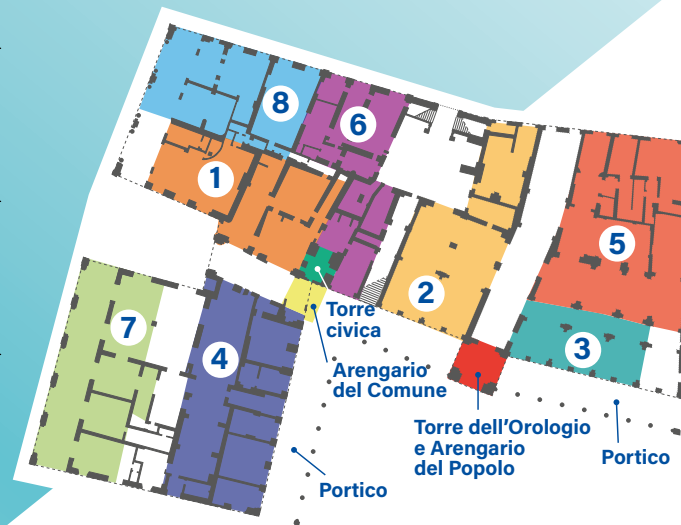 8
6
1
5
2
7
4
3
Torre
civica
Arengario
del Comune
Torre dell'Orologio
e Arengario
del Popolo
Portico
Portico